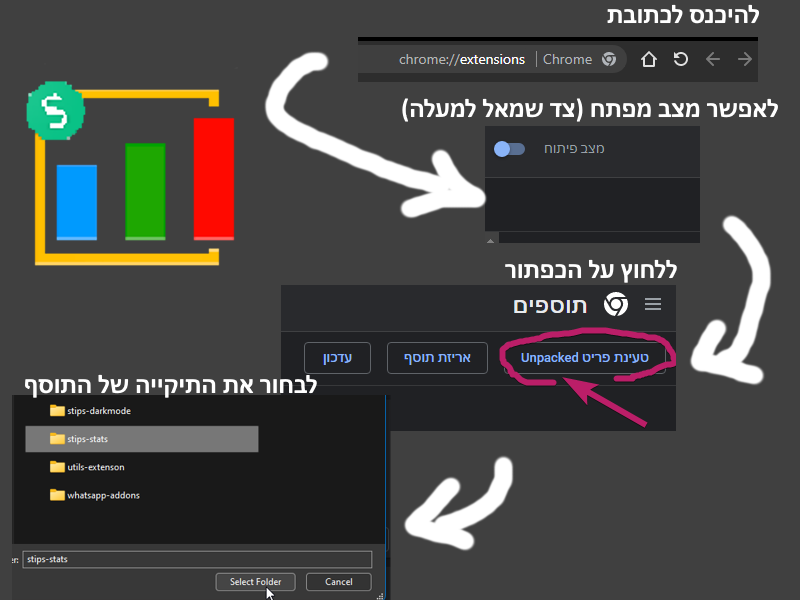 להיכנס לכתובת
chrome://extensions | Chrome
לאפשר מצב מפתח (צד שמאל למעלה)
מצב פיתוח
ללחוץ על הכפתור
תוספים
טעינת פריט Unpacked
אריזת תוסף
עדכון
לבחור את התיקייה של התוסף
stips-darkmode
stips-stats
utils-extenson
whatsapp-addons
er: stips-stats
Select Folder
Cancel
S